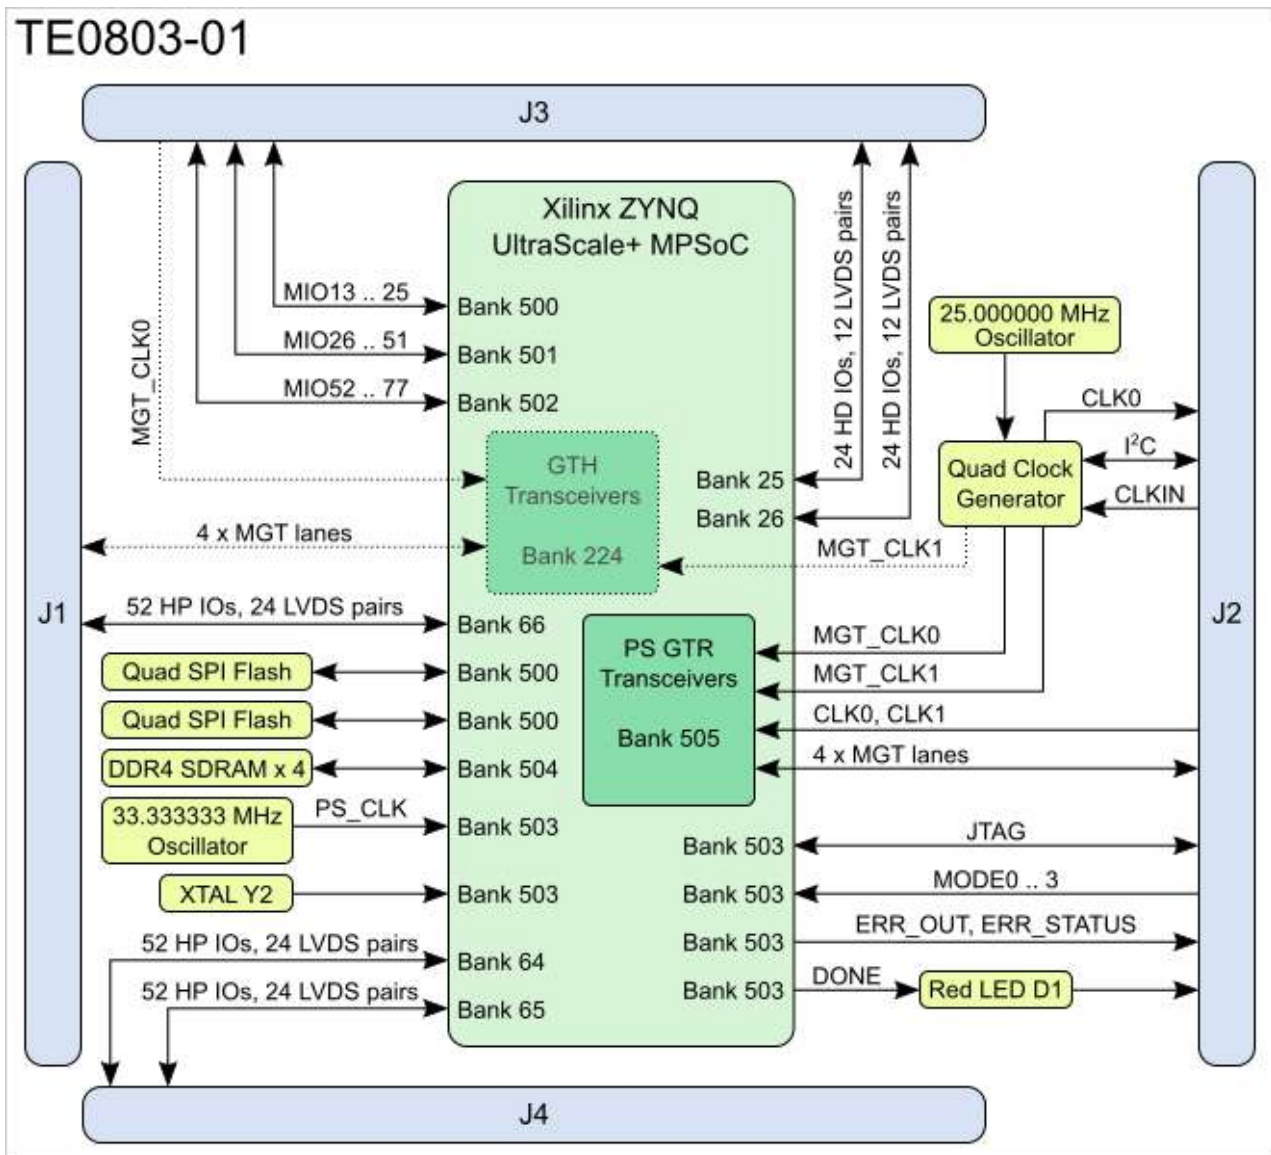 TE0803-01
J3
Xilinx ZYNQ
UltraScale+ MPSoC
MIO13 .. 25
Bank 500
MIO26 .. 51
Bank 501
MIO52 .. 77
Bank 502
MGT_CLK0
24 HD IOs, 12 LVDS pairs
24 HD IOs, 12 LVDS pairs
25.000000 MHz
Oscillator
CLK0
I²C
CLKIN
Quad Clock
Generator
GTH
Transceivers
Bank 224
Bank 25
Bank 26
4 x MGT lanes
MGT_CLK1
J1
52 HP IOs, 24 LVDS pairs
Bank 66
J2
PS GTR
Transceivers
Bank 505
MGT_CLK0
MGT_CLK1
CLK0, CLK1
4 x MGT lanes
Quad SPI Flash
Bank 500
Quad SPI Flash
Bank 500
DDR4 SDRAM x 4
Bank 504
33.333333 MHz
Oscillator
PS_CLK
Bank 503
Bank 503
JTAG
XTAL Y2
Bank 503
Bank 503
MODE0 .. 3
Bank 503
ERR_OUT, ERR_STATUS
52 HP IOs, 24 LVDS pairs
Bank 64
Bank 503
DONE
Red LED D1
52 HP IOs, 24 LVDS pairs
Bank 65
J4